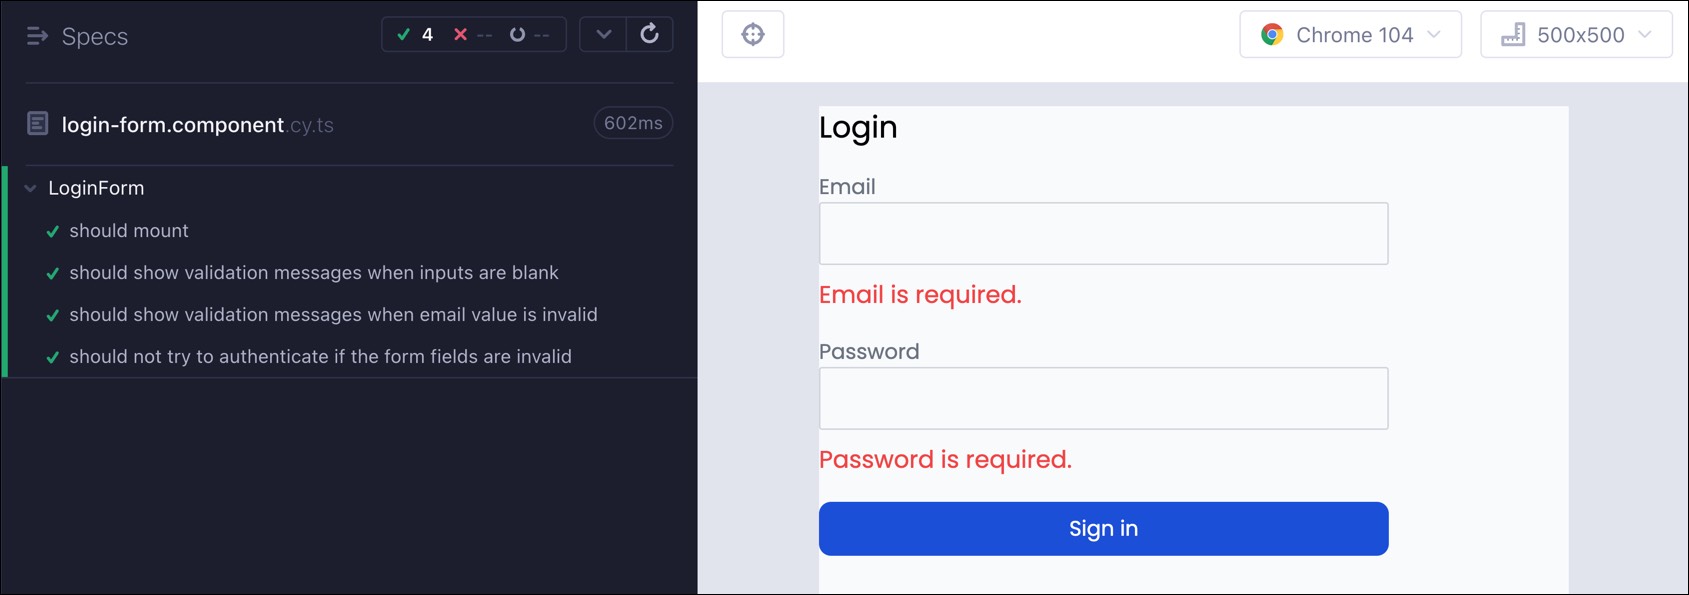 Specs
4 -- --
login-form.component.cy.ts
602ms
LoginForm
should mount
should show validation messages when inputs are blank
should show validation messages when email value is invalid
should not try to authenticate if the form fields are invalid
Chrome 104
500x500
Login
Email
Email is required.
Password
Password is required.
Sign in